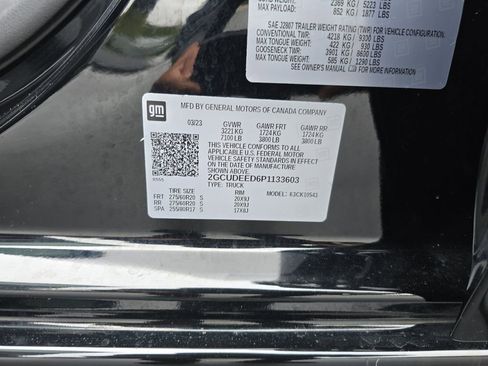 2369 KG / 5223 LBS
MAX PAYLOAD:
852 KG / 1877 LBS
SAE J2807 TRAILER WEIGHT RATING (TWR) FOR VEHICLE CONFIGURATION.
CONVENTIONAL TWR: 4218 KG / 9300 LBS
MAX TONGUE WEIGHT: 422 KG / 930 LBS
GOOSENECK TWR: 3901 KG / 8600 LBS
MAX TONGUE WEIGHT: 585 KG / 1290 LBS
SEE OWNER'S MANUAL FOR MORE DETAILS.
gm
MFD BY GENERAL MOTORS OF CANADA COMPANY
03/23 GVWR GAWR FRT GAWR RR
3221 KG 1724 KG 1724 KG
7100 LB 3800 LB 3800 LB
THIS VEHICLE CONFORMS TO ALL
APPLICABLE U.S. FEDERAL MOTOR
VEHICLE SAFETY STANDARDS IN
EFFECT ON THE DATE OF
MANUFACTURE SHOWN ABOVE.
2GCUDEED6P1133603
TYPE: TRUCK MODEL: K10543
TIRE SIZE RIM
FRT 275/60R20 S 20X9J
RR 275/60R20 S 20X9J
SPA 255/80R17 S 17X8J